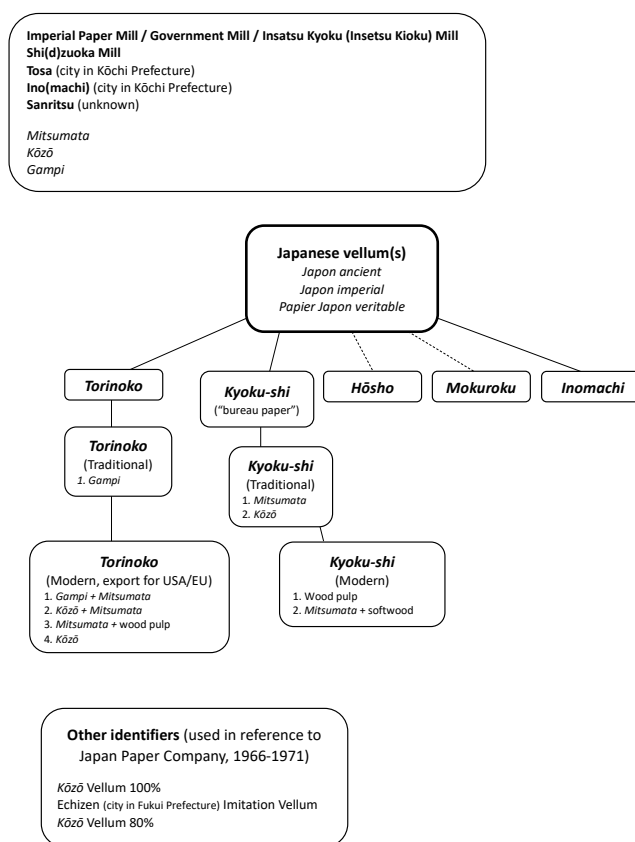 Imperial Paper Mill / Government Mill / Insatsu Kyoku (Insetsu Kioku) Mill
Shi(d)zuoka Mill
Tosa (city in Kōchi Prefecture)
Ino(machi) (city in Kōchi Prefecture)
Sanritsu (unknown)
Mitsumata
Kōzō
Gampi
Japanese vellum(s)
Japon ancient
Japon imperial
Papier Japon veritable
Torinoko
Kyoku-shi
("bureau paper")
Hōsho
Mokuroku
Inomachi
Torinoko
(Traditional)
1. Gampi
Kyoku-shi
(Traditional)
1. Mitsumata
2. Kōzō
Torinoko
(Modern, export for USA/EU)
1. Gampi + Mitsumata
2. Kōzō + Mitsumata
3. Mitsumata + wood pulp
4. Kōzō
Kyoku-shi
(Modern)
1. Wood pulp
2. Mitsumata + softwood
Other identifiers (used in reference to
Japan Paper Company, 1966-1971)
Kōzō Vellum 100%
Echizen (city in Fukui Prefecture) Imitation Vellum
Kōzō Vellum 80%